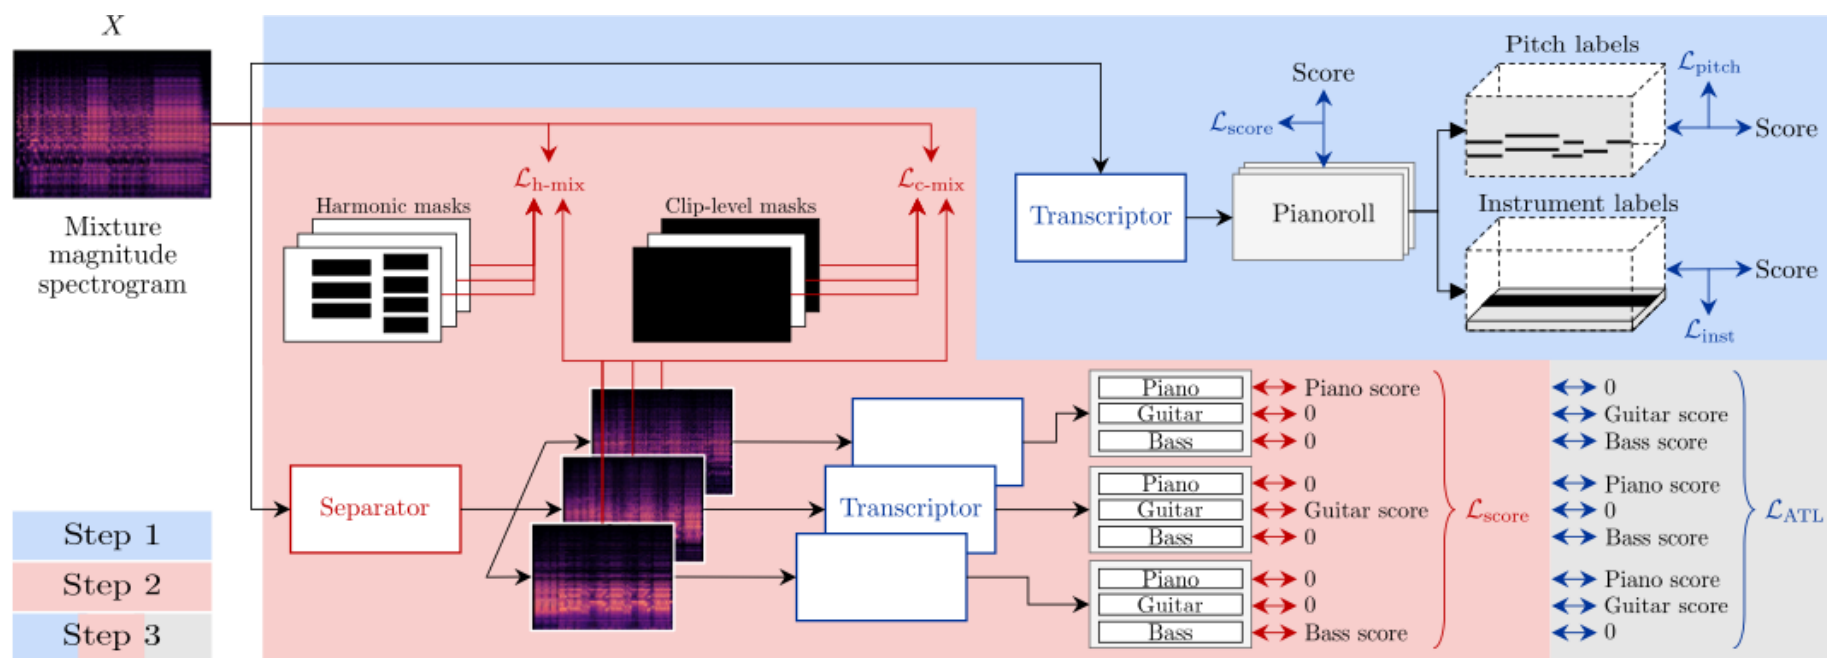 X
Mixture
magnitude
spectrogram
Step 1
Step 2
Step 3
Harmonic masks
ℒh-mix
Clip-level masks
ℒc-mix
Separator
Transcriptor
Transcriptor
Pianoroll
Score
ℒscore
Pitch labels
ℒpitch
Score
Instrument labels
Score
ℒinst
Piano Piano score
Guitar 0
Bass 0
Piano 0
Guitar Guitar score
Bass 0
Piano 0
Guitar 0
Bass Bass score
ℒscore
0
Guitar score
Bass score
Piano score
0
Bass score
Piano score
Guitar score
0
ℒATL